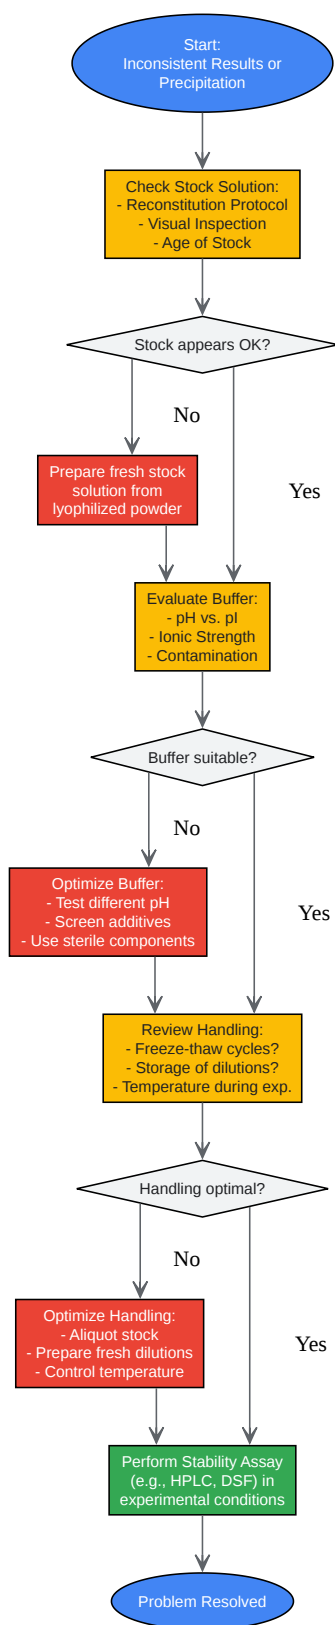 Start:
Inconsistent Results or
Precipitation
Check Stock Solution:
- Reconstitution Protocol
- Visual Inspection
- Age of Stock
Stock appears OK?
No
Yes
Prepare fresh stock
solution from
lyophilized powder
Evaluate Buffer:
- pH vs. pI
- Ionic Strength
- Contamination
Buffer suitable?
No
Yes
Optimize Buffer:
- Test different pH
- Screen additives
- Use sterile components
Review Handling:
- Freeze-thaw cycles?
- Storage of dilutions?
- Temperature during exp.
Handling optimal?
No
Yes
Optimize Handling:
- Aliquot stock
- Prepare fresh dilutions
- Control temperature
Perform Stability Assay
(e.g., HPLC, DSF) in
experimental conditions
Problem Resolved